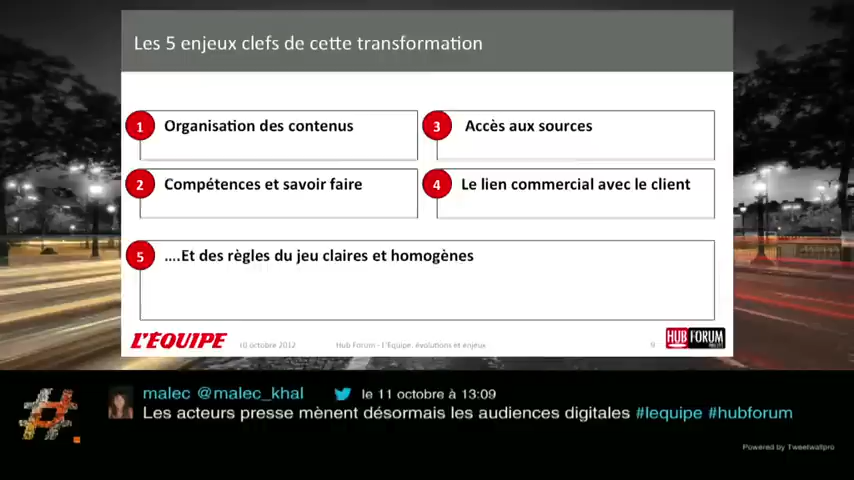 Les 5 enjeux clefs de cette transformation
1 Organisation des contenus
2 Compétences et savoir faire
3 Accès aux sources
4 Le lien commercial avec le client
5 ....Et des règles du jeu claires et homogènes
L'ÉQUIPE
10 octobre 2012
Hub Forum - L'Equipe, évolutions et enjeux
9
HUB FORUM
malec @malec_khal le 11 octobre à 13:09
Les acteurs presse mènent désormais les audiences digitales #lequipe #hubforum
Powered by Tweetwallpro